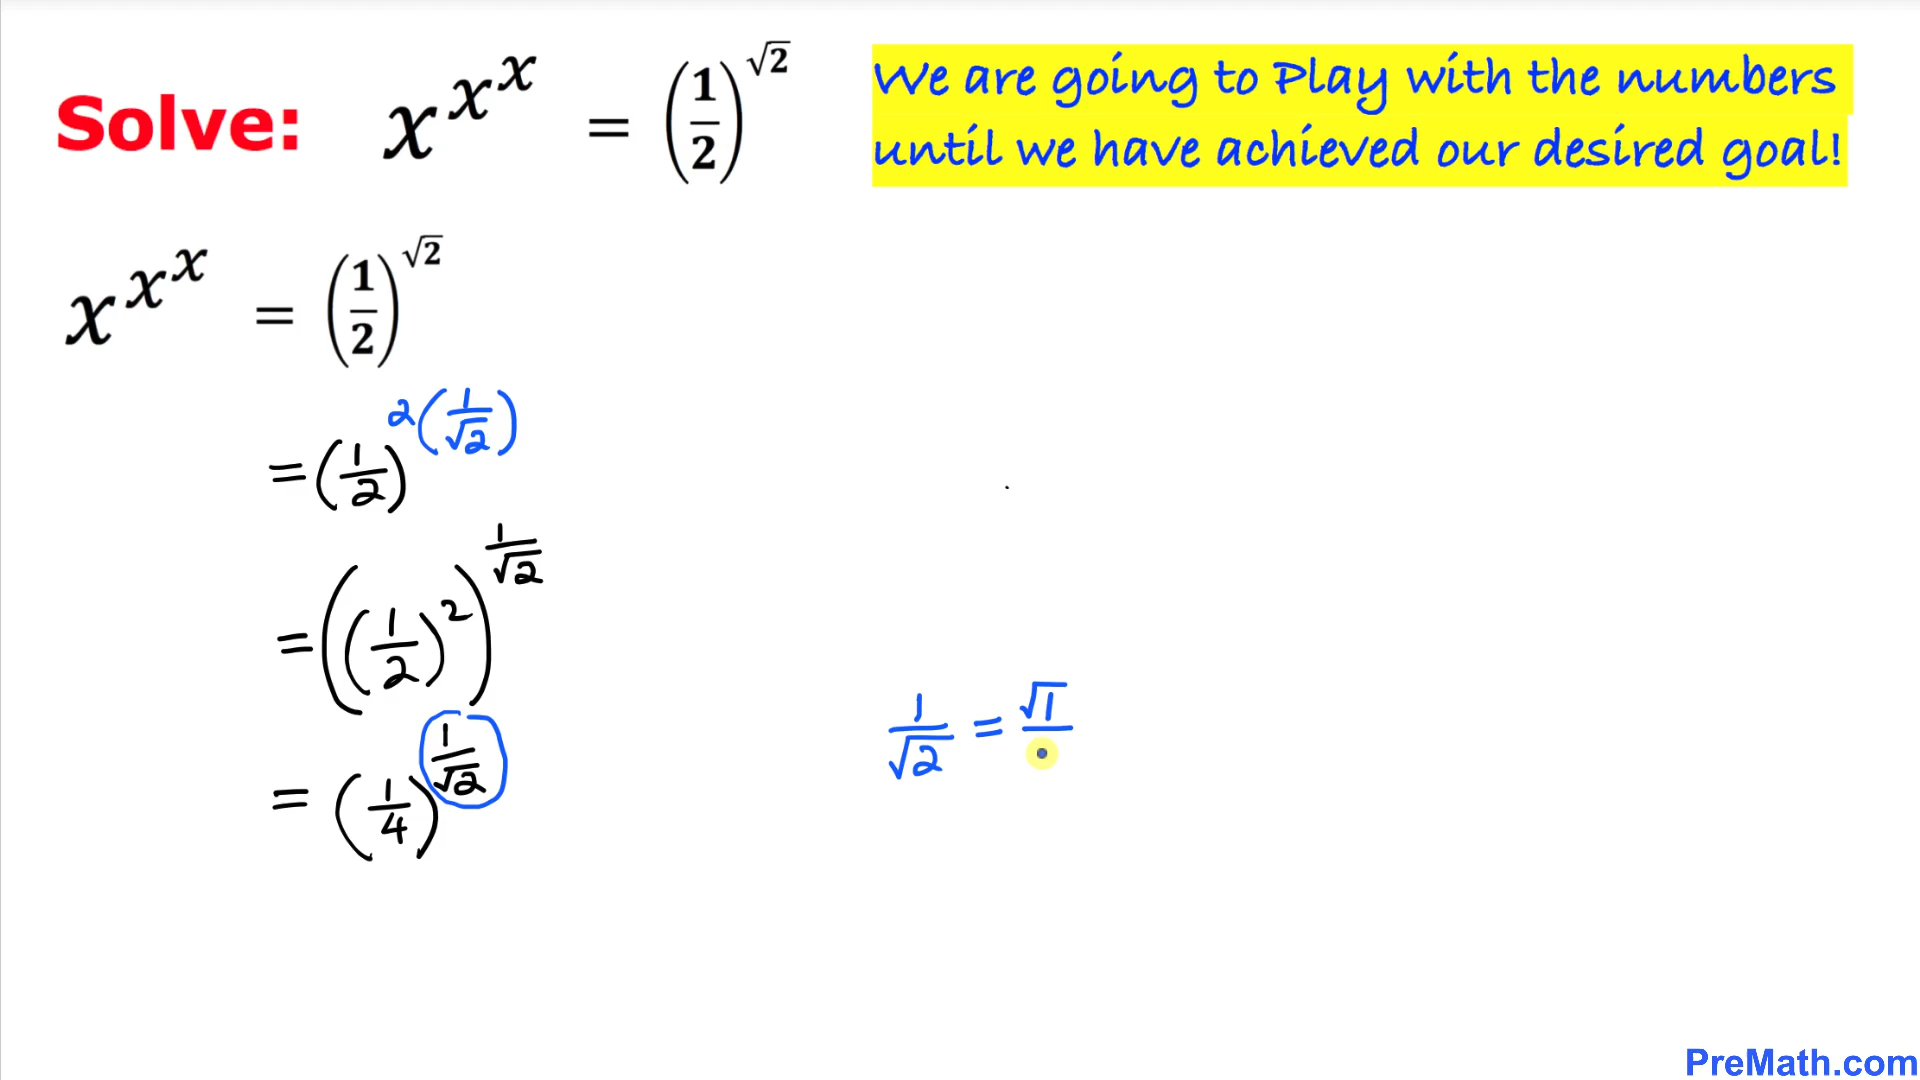 Solve: x^x^x = (1/2)^√2
We are going to Play with the numbers
until we have achieved our desired goal!
x^x^x = (1/2)^√2
= (1/2)^2(1/√2)
= ((1/2)^2)^1/√2
= (1/4)^1/√2
1/√2 = √1/
PreMath.com